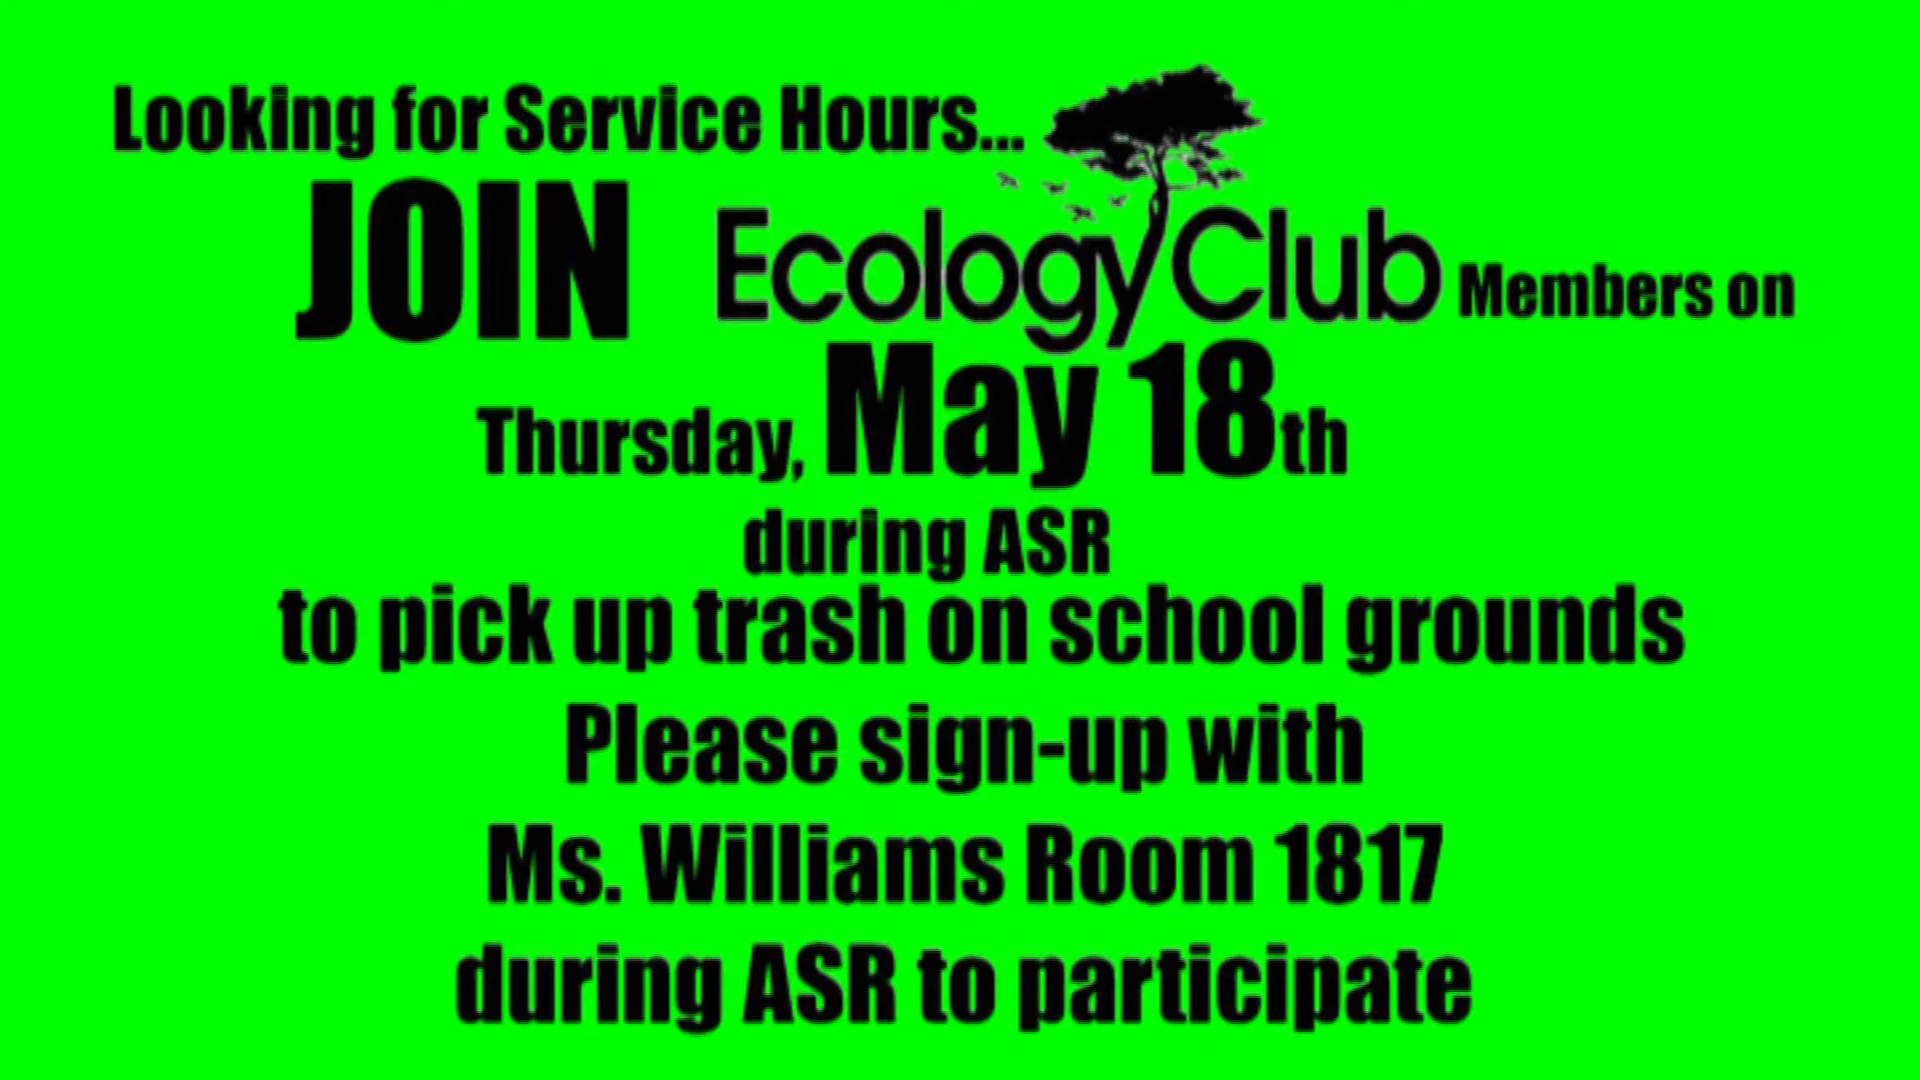 Looking for Service Hours...
JOIN Ecology Club Members on
Thursday, May 18th
during ASR
to pick up trash on school grounds
Please sign-up with
Ms. Williams Room 1817
during ASR to participate